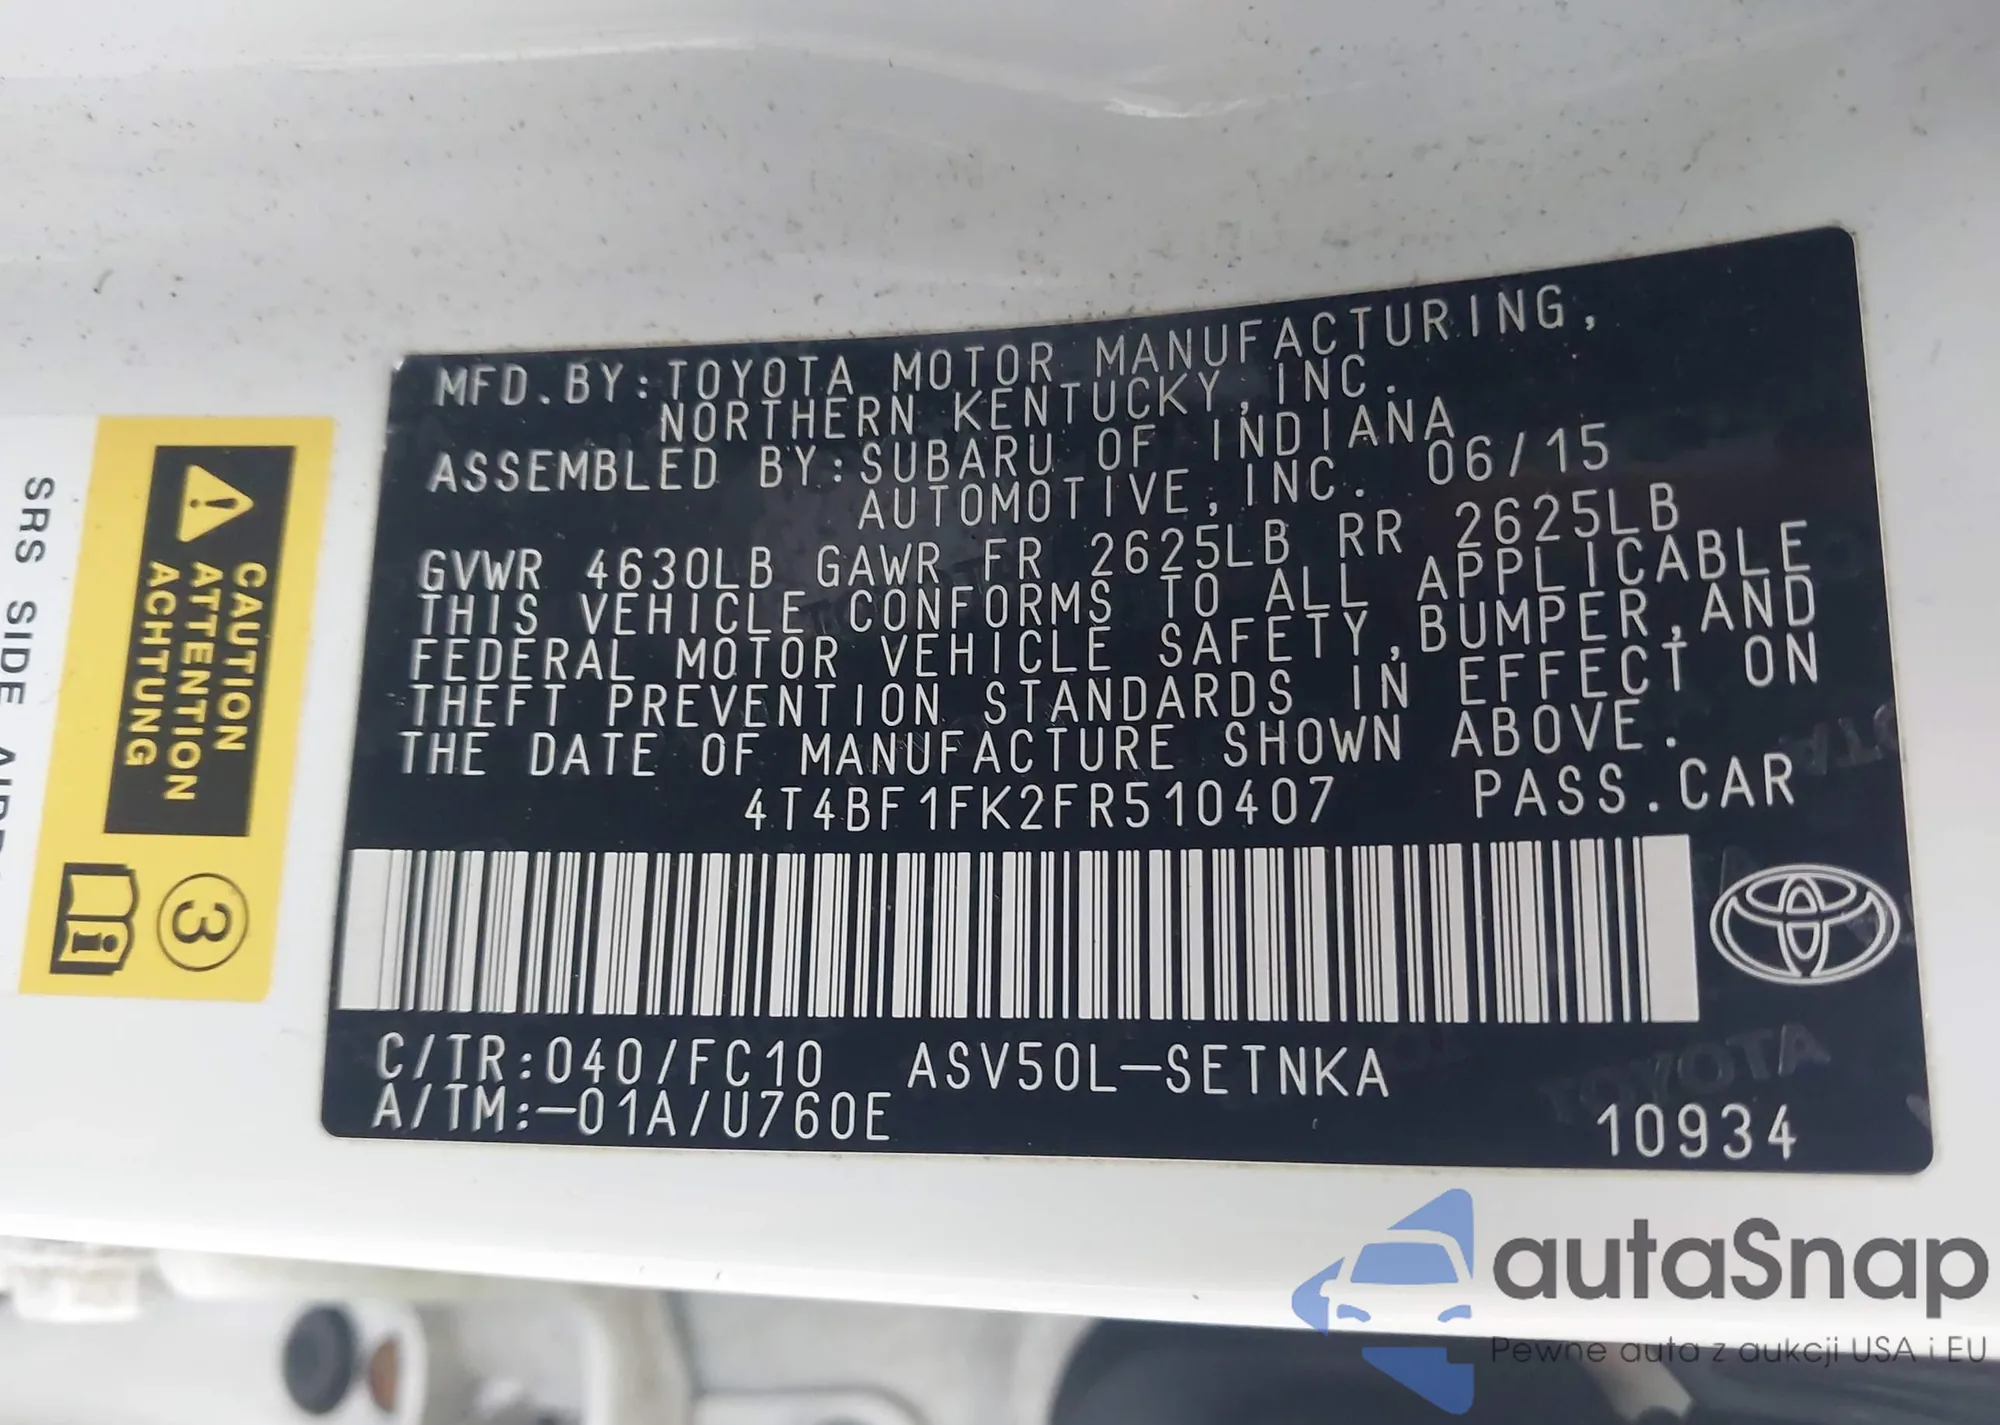 MFD.BY:TOYOTA MOTOR MANUFACTURING,
NORTHERN KENTUCKY, INC.
ASSEMBLED BY:SUBARU OF INDIANA
AUTOMOTIVE, INC. 06/15
GVWR 4630LB GAWR FR 2625LB RR 2625LB
THIS VEHICLE CONFORMS TO ALL APPLICABLE
FEDERAL MOTOR VEHICLE SAFETY,BUMPER,AND
THEFT PREVENTION STANDARDS IN EFFECT ON
THE DATE OF MANUFACTURE SHOWN ABOVE.
4T4BF1FK2FR510407 PASS.CAR
C/TR:040/FC10 ASV50L-SETNKA
A/TM:-01A/U760E
10934
TOYOTA
CAUTION
ATTENTION
ACHTUNG
3
SRS
SIDE
autaSnap
Pewne auta z aukcji USA i EU